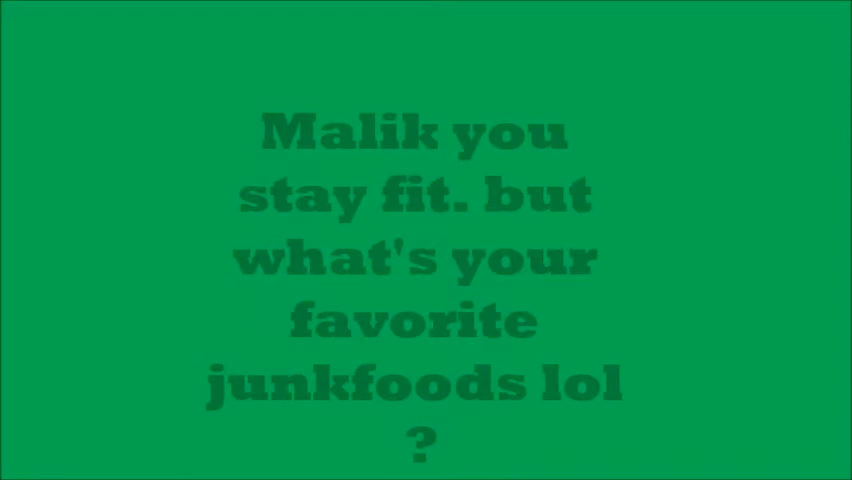 Malik you
stay fit. but
what's your
favorite
junkfoods lol
?